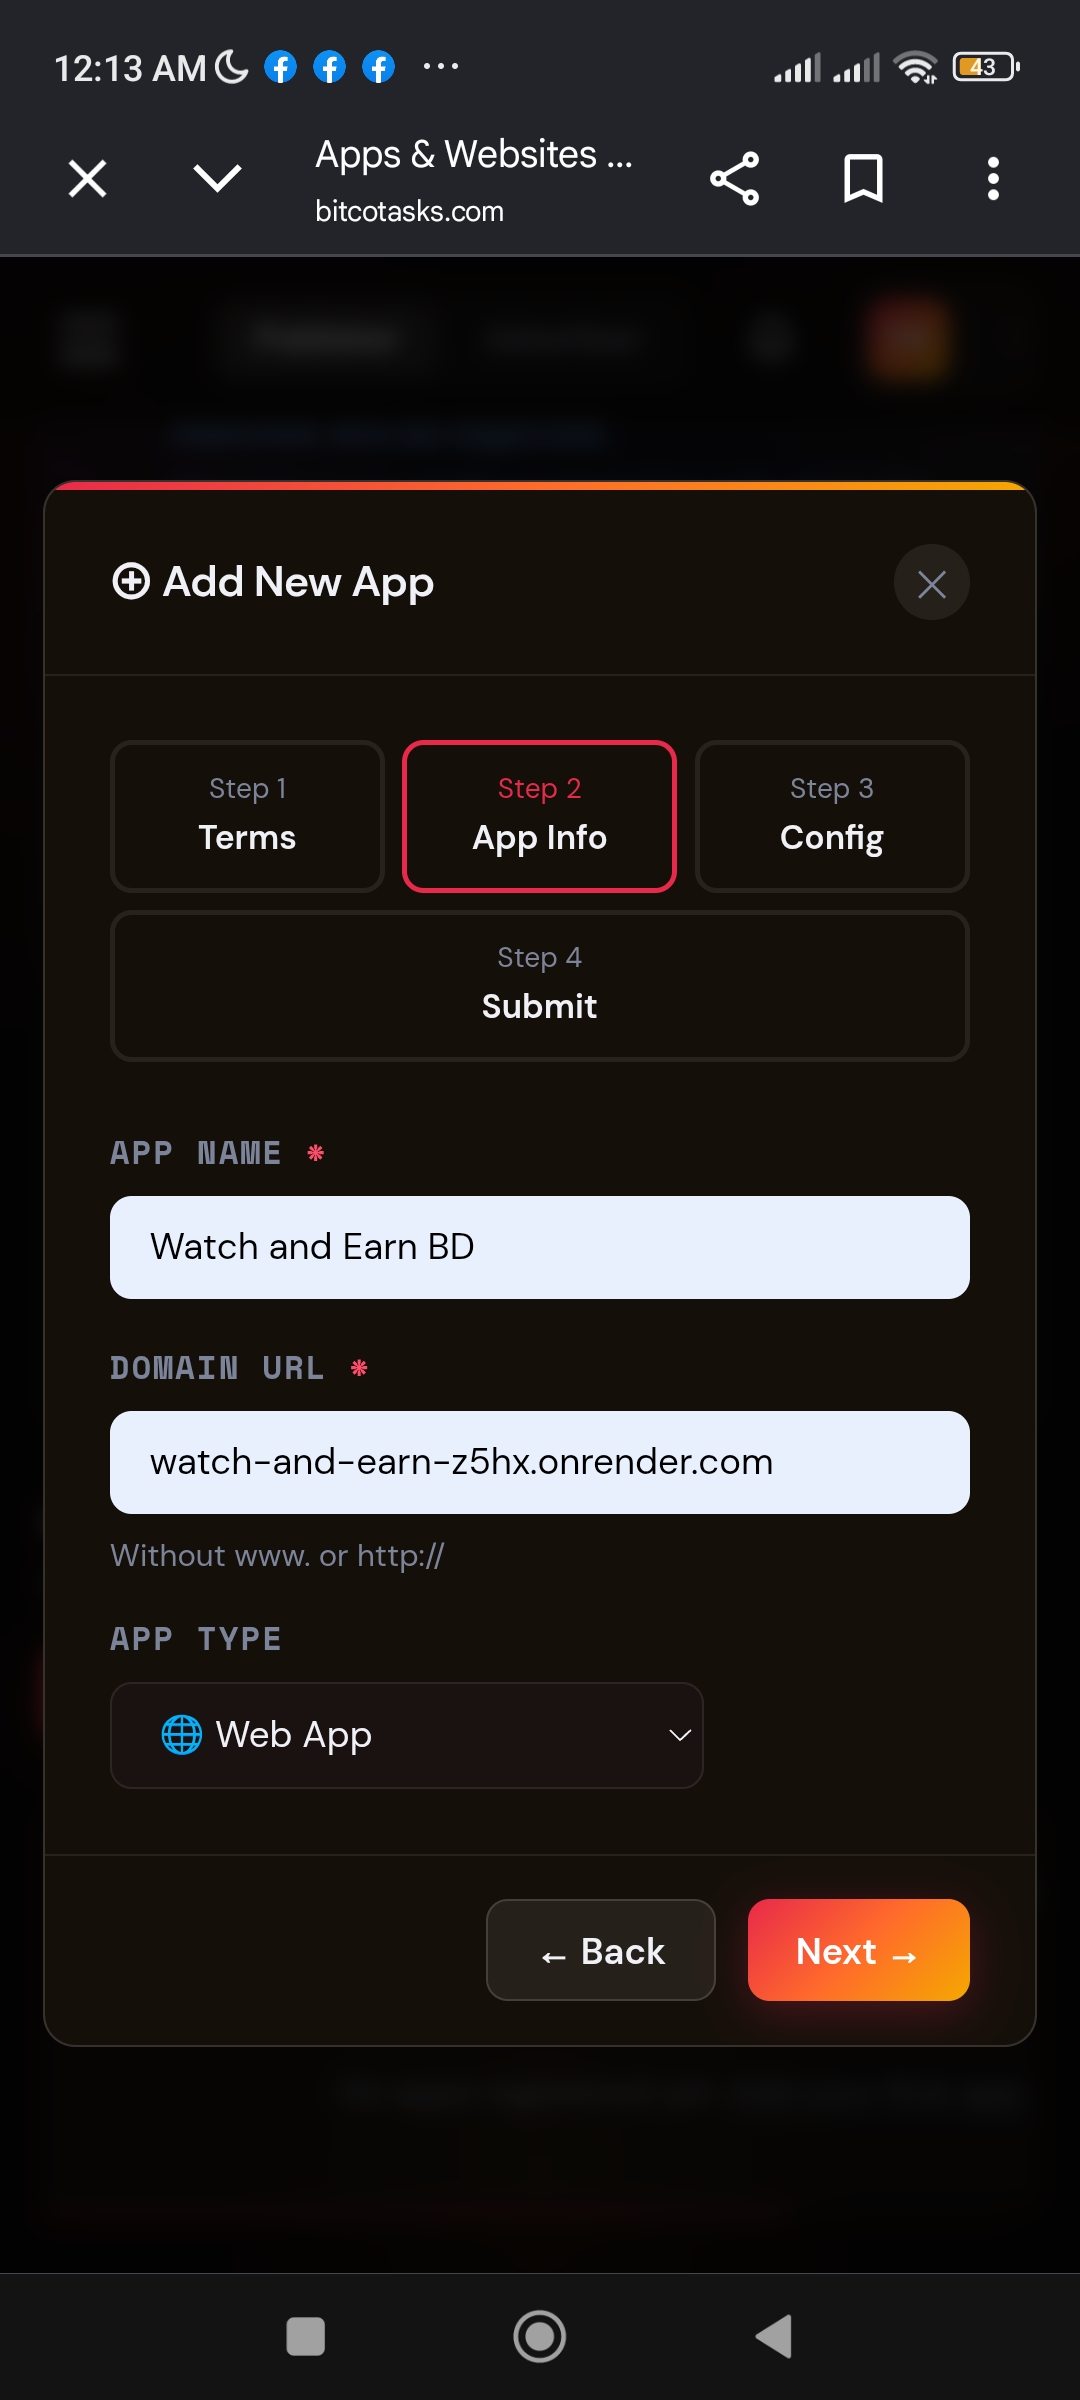 12:13 AM
43
Apps & Websites ...
bitcotasks.com
Add New App
Step 1
Terms
Step 2
App Info
Step 3
Config
Step 4
Submit
APP NAME *
Watch and Earn BD
DOMAIN URL *
watch-and-earn-z5hx.onrender.com
Without www. or http://
APP TYPE
Web App
← Back
Next →